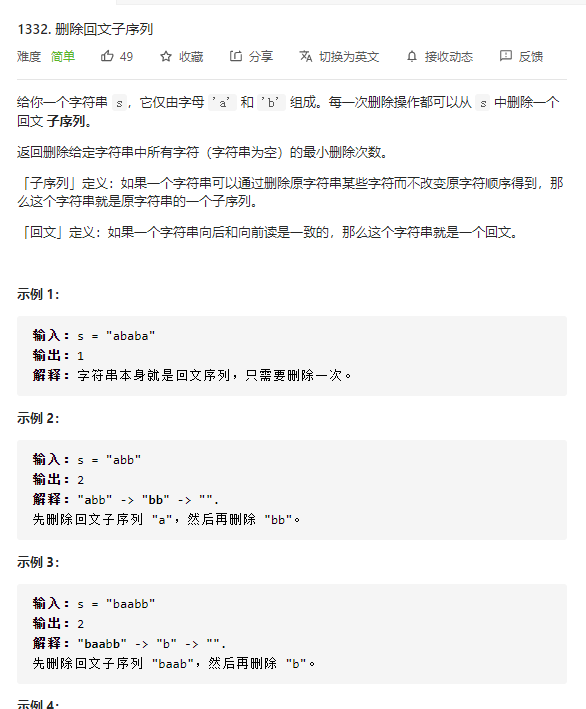 1332. 删除回文子序列
难度 简单 49 收藏 分享 切换为英文 接收动态 反馈
给你一个字符串 s，它仅由字母 'a' 和 'b' 组成。每一次删除操作都可以从 s 中删除一个
回文 子序列。
返回删除给定字符串中所有字符（字符串为空）的最小删除次数。
「子序列」定义：如果一个字符串可以通过删除原字符串某些字符而不改变原字符顺序得到，那
么这个字符串就是原字符串的一个子序列。
「回文」定义：如果一个字符串向后和向前读是一致的，那么这个字符串就是一个回文。
示例 1：
输入：s = "ababa"
输出：1
解释：字符串本身就是回文序列，只需要删除一次。
示例 2：
输入：s = "abb"
输出：2
解释："abb" -> "bb" -> "".
先删除回文子序列 "a"，然后再删除 "bb"。
示例 3：
输入：s = "baabb"
输出：2
解释："baabb" -> "b" -> "".
先删除回文子序列 "baab"，然后再删除 "b"。
示例 4：